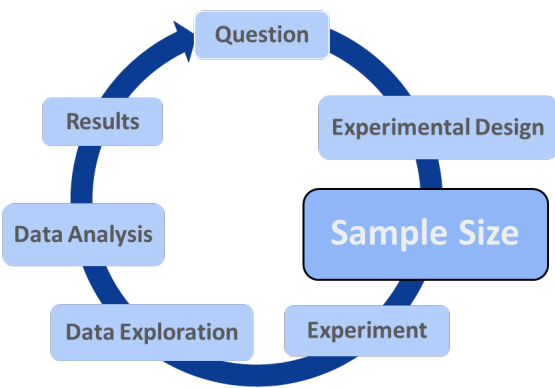 Question
Experimental Design
Sample Size
Experiment
Data Exploration
Data Analysis
Results